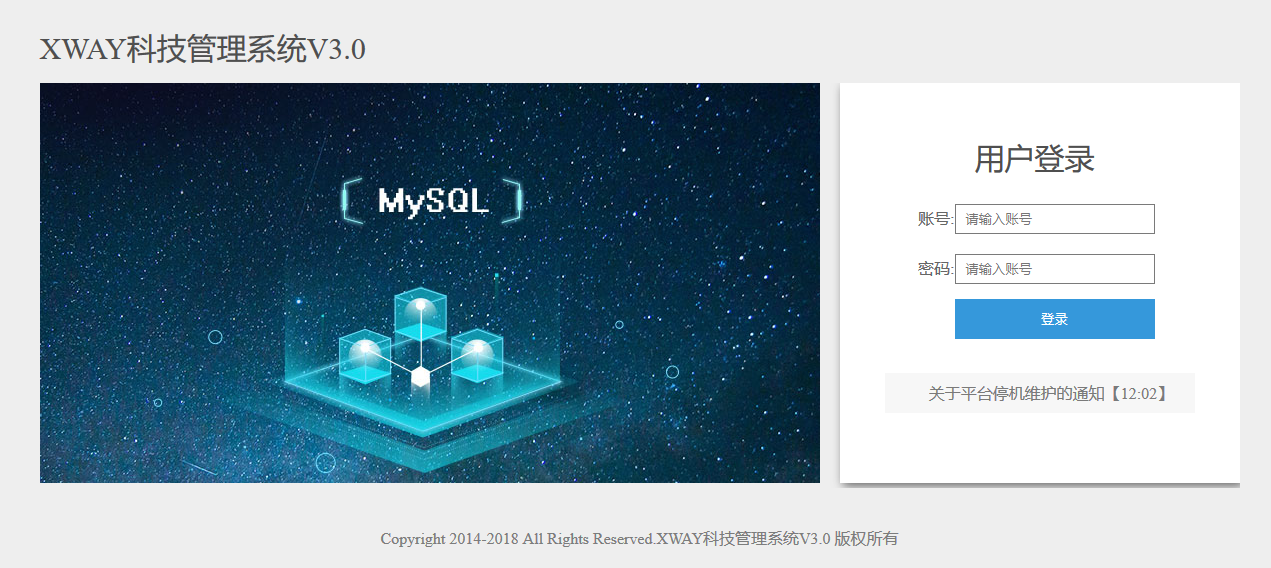 XWAY科技管理系统V3.0
MySQL
用户登录
账号: 请输入账号
密码: 请输入账号
登录
关于平台停机维护的通知【12:02】
Copyright 2014-2018 All Rights Reserved.XWAY科技管理系统V3.0 版权所有